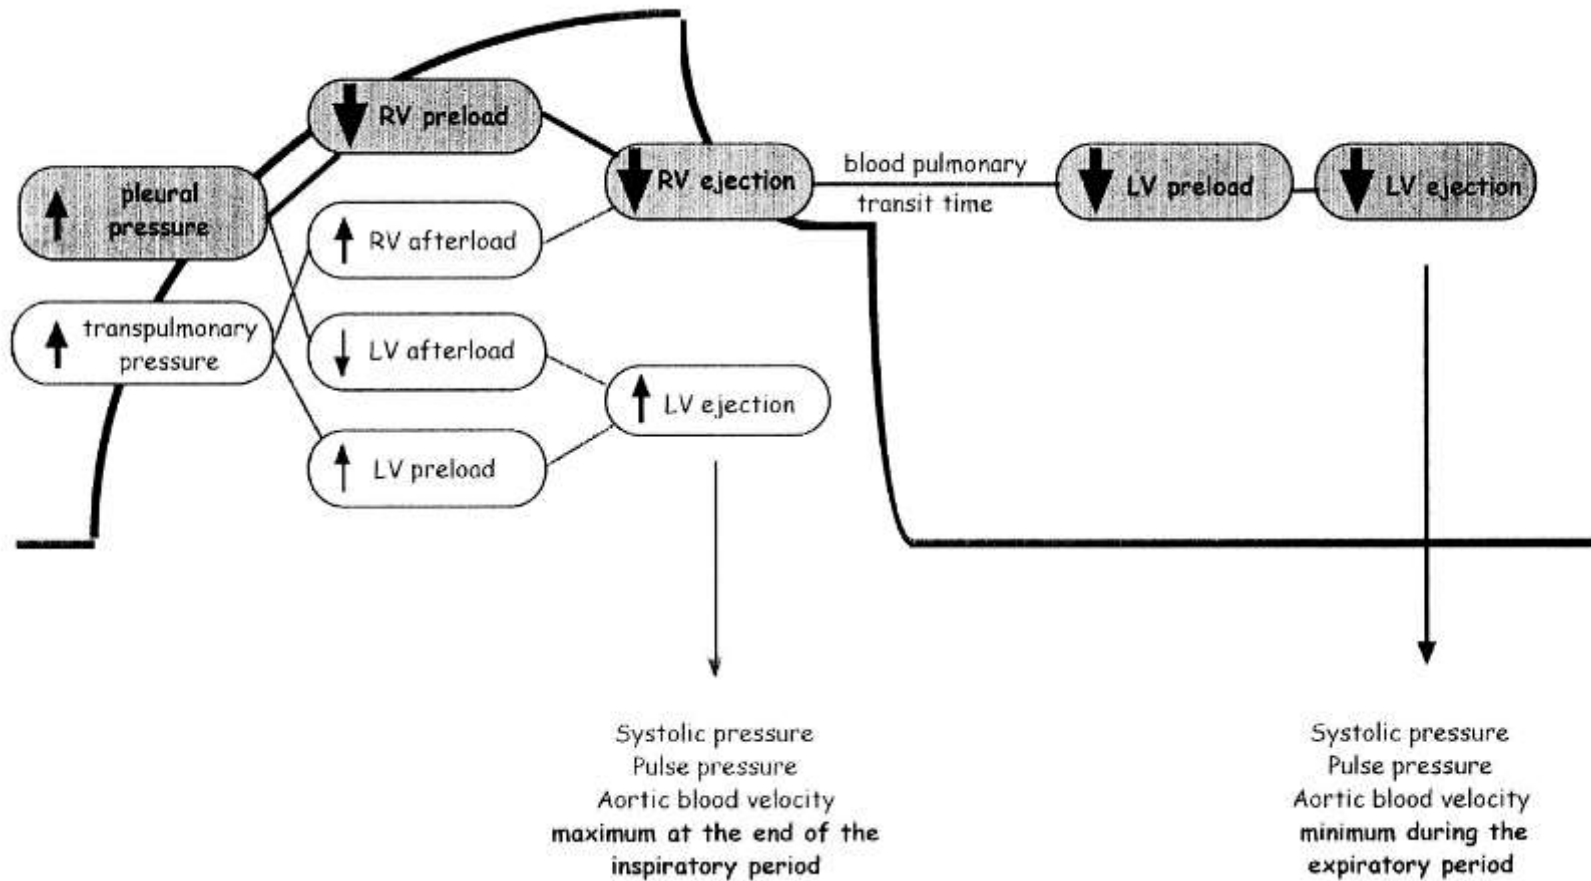 RV preload
pleural
pressure
RV ejection
blood pulmonary
transit time
LV preload
LV ejection
RV afterload
transpulmonary
pressure
LV afterload
LV ejection
LV preload
Systolic pressure
Pulse pressure
Aortic blood velocity
maximum at the end of the
inspiratory period
Systolic pressure
Pulse pressure
Aortic blood velocity
minimum during the
expiratory period